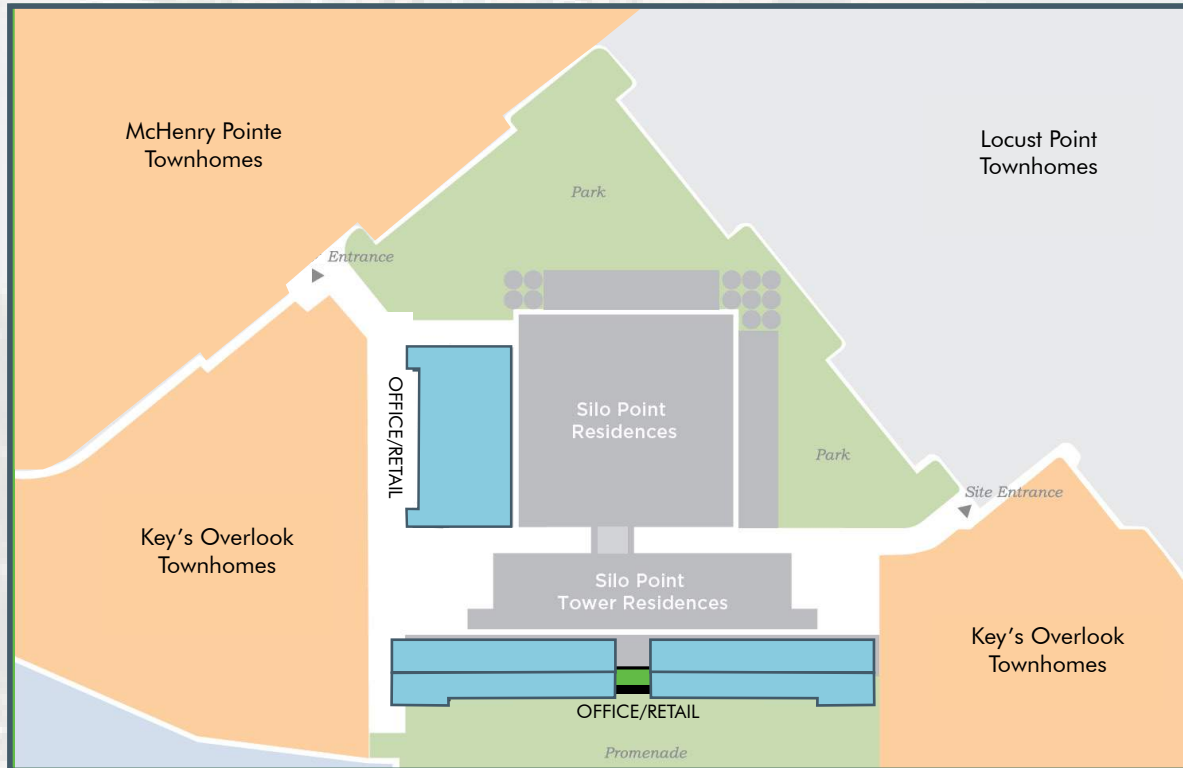 McHenry Pointe
Townhomes
Locust Point
Townhomes
Park
Entrance
OFFICE/RETAIL
Silo Point
Residences
Park
Site Entrance
Key's Overlook
Townhomes
Silo Point
Tower Residences
Key's Overlook
Townhomes
OFFICE/RETAIL
Promenade